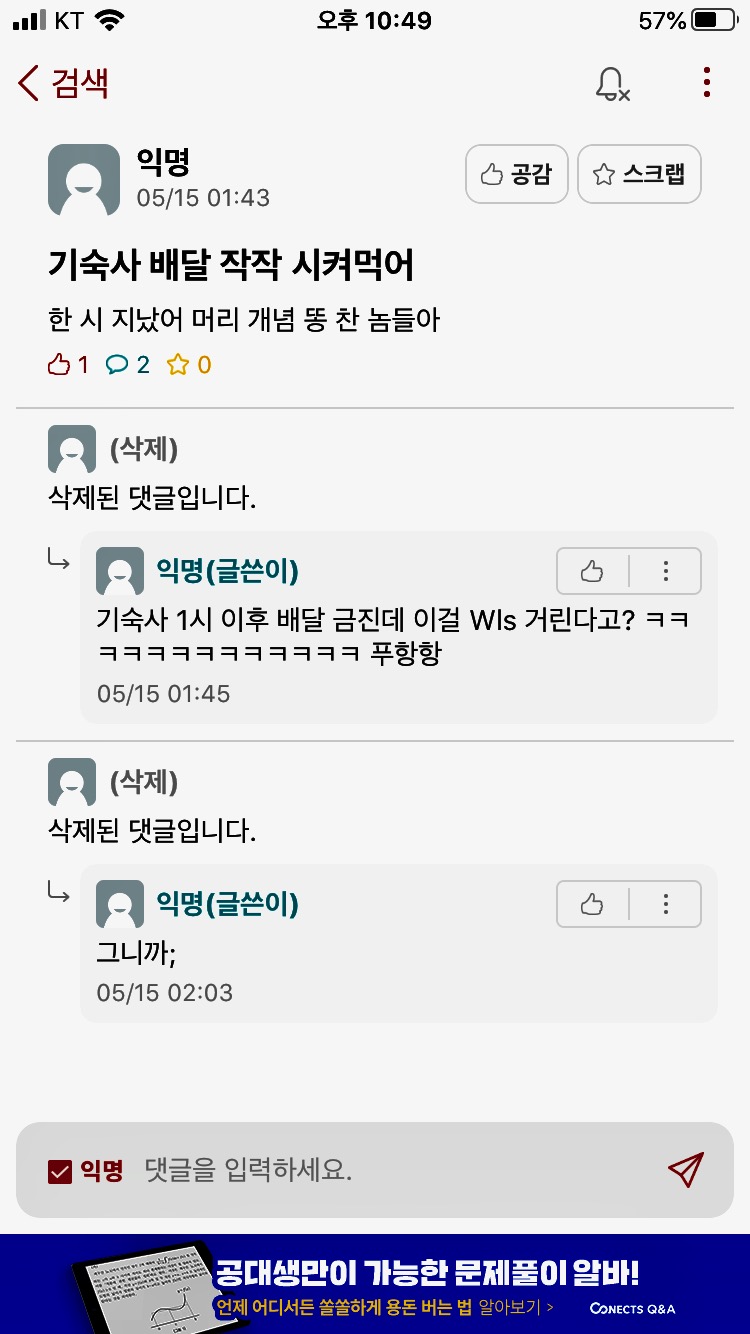 KT 오후 10:49 57%
검색
익명
05/15 01:43
공감 스크랩
기숙사 배달 작작 시켜먹어
한 시 지났어 머리 개념 똥 찬 놈들아
1 2 0
(삭제)
삭제된 댓글입니다.
익명(글쓴이)
기숙사 1시 이후 배달 금진데 이걸 Wls 거린다고? ㅋㅋ
ㅋㅋㅋㅋㅋㅋㅋㅋㅋㅋㅋ 푸항항
05/15 01:45
(삭제)
삭제된 댓글입니다.
익명(글쓴이)
그니까;
05/15 02:03
익명 댓글을 입력하세요.
공대생만이 가능한 문제풀이 알바!
언제 어디서든 쏠쏠하게 용돈 버는 법 알아보기 >
CONECTS Q&A